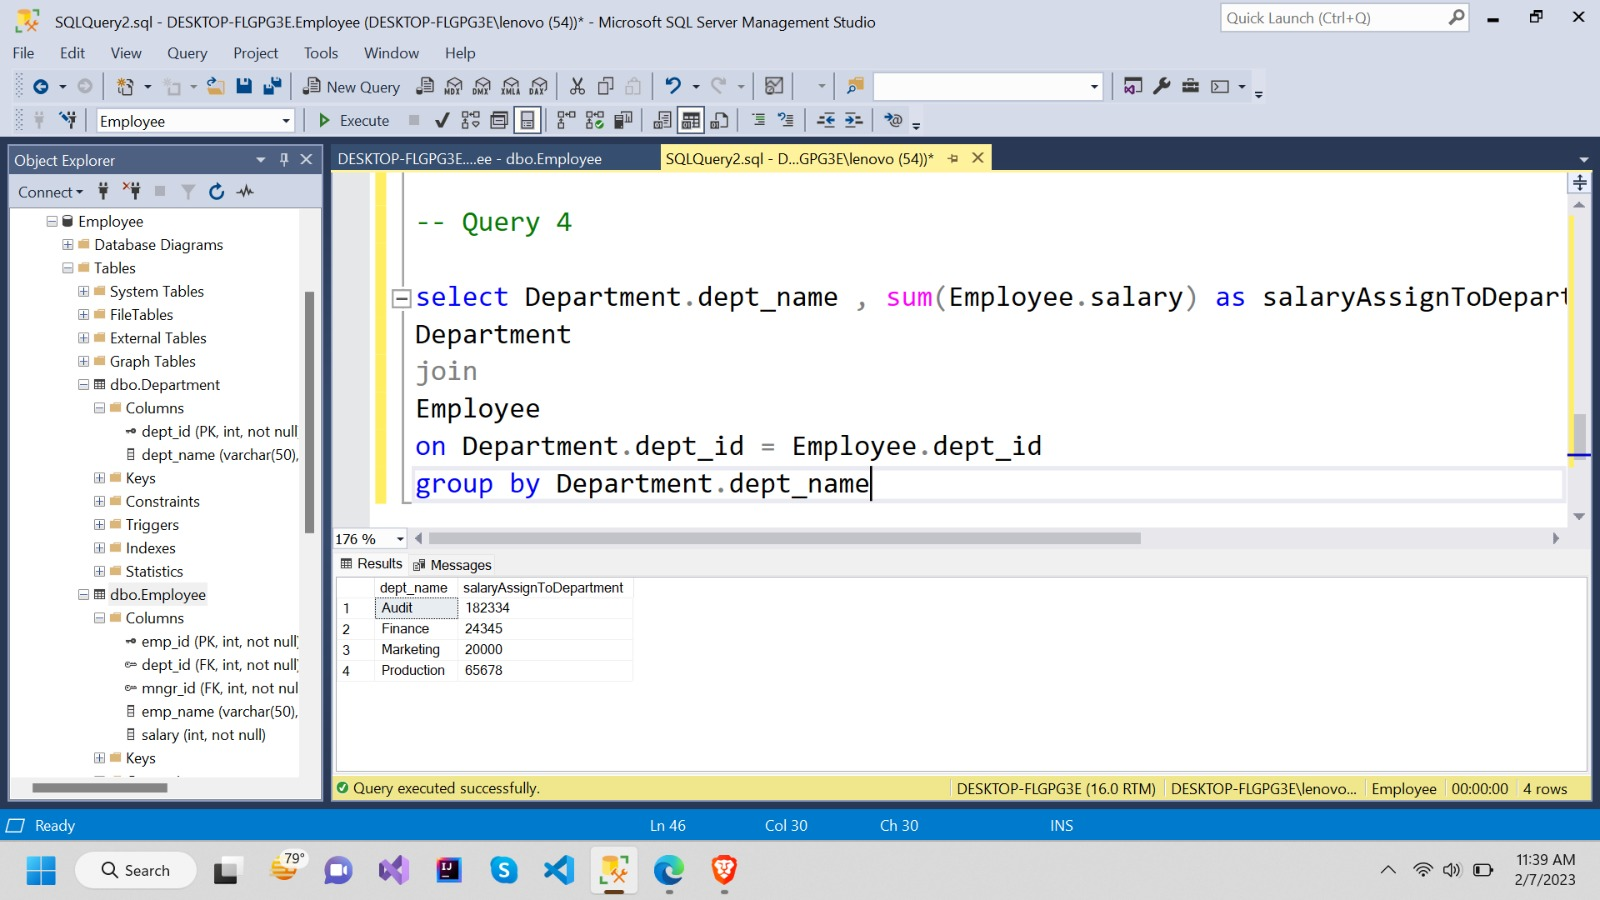 SQLQuery2.sql - DESKTOP-FLGPG3E.Employee (DESKTOP-FLGPG3E\lenovo (54))* - Microsoft SQL Server Management Studio
Quick Launch (Ctrl+Q)
File Edit View Query Project Tools Window Help
New Query MDX DMX XMLA DAX
Employee Execute
Object Explorer
DESKTOP-FLGPG3E....ee - dbo.Employee
SQLQuery2.sql - D...GPG3E\lenovo (54))*
Connect
Employee
Database Diagrams
Tables
System Tables
FileTables
External Tables
Graph Tables
dbo.Department
Columns
dept_id (PK, int, not null
dept_name (varchar(50),
Keys
Constraints
Triggers
Indexes
Statistics
dbo.Employee
Columns
emp_id (PK, int, not null
dept_id (FK, int, not null
mngr_id (FK, int, not nul
emp_name (varchar(50),
salary (int, not null)
Keys
-- Query 4
select Department.dept_name , sum(Employee.salary) as salaryAssignToDepart
Department
join
Employee
on Department.dept_id = Employee.dept_id
group by Department.dept_name
176 %
Results Messages
dept_name salaryAssignToDepartment
1 Audit 182334
2 Finance 24345
3 Marketing 20000
4 Production 65678
Query executed successfully. DESKTOP-FLGPG3E (16.0 RTM) DESKTOP-FLGPG3E\lenovo... Employee 00:00:00 4 rows
Ready Ln 46 Col 30 Ch 30 INS
Search
79°
11:39 AM
2/7/2023